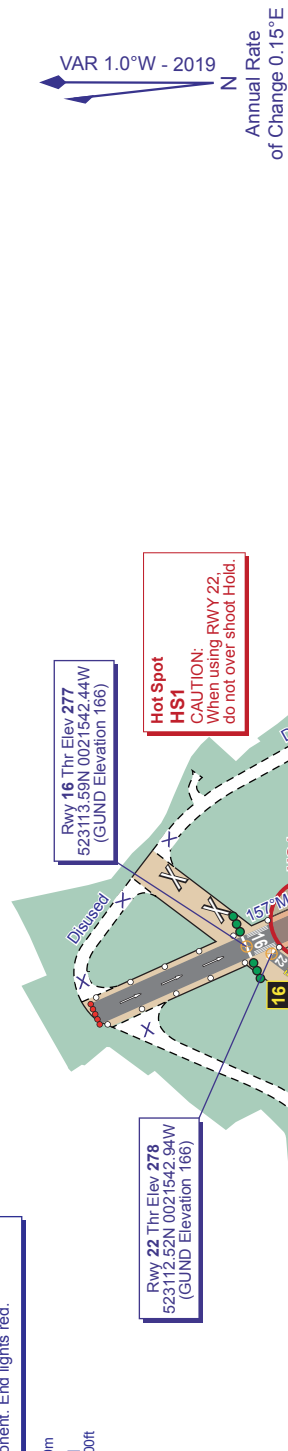 VAR 1.0°W - 2019
N
Annual Rate
of Change 0.15°E
Rwy 16 Thr Elev 277
523113.59N 0021542.44W
(GUND Elevation 166)
Hot Spot
HS1
CAUTION:
When using RWY 22,
do not over shoot Hold.
Disused
X
X
X
X
X
X
X
157°M
16
16
Rwy 22 Thr Elev 278
523112.52N 0021542.94W
(GUND Elevation 166)
End lights red.